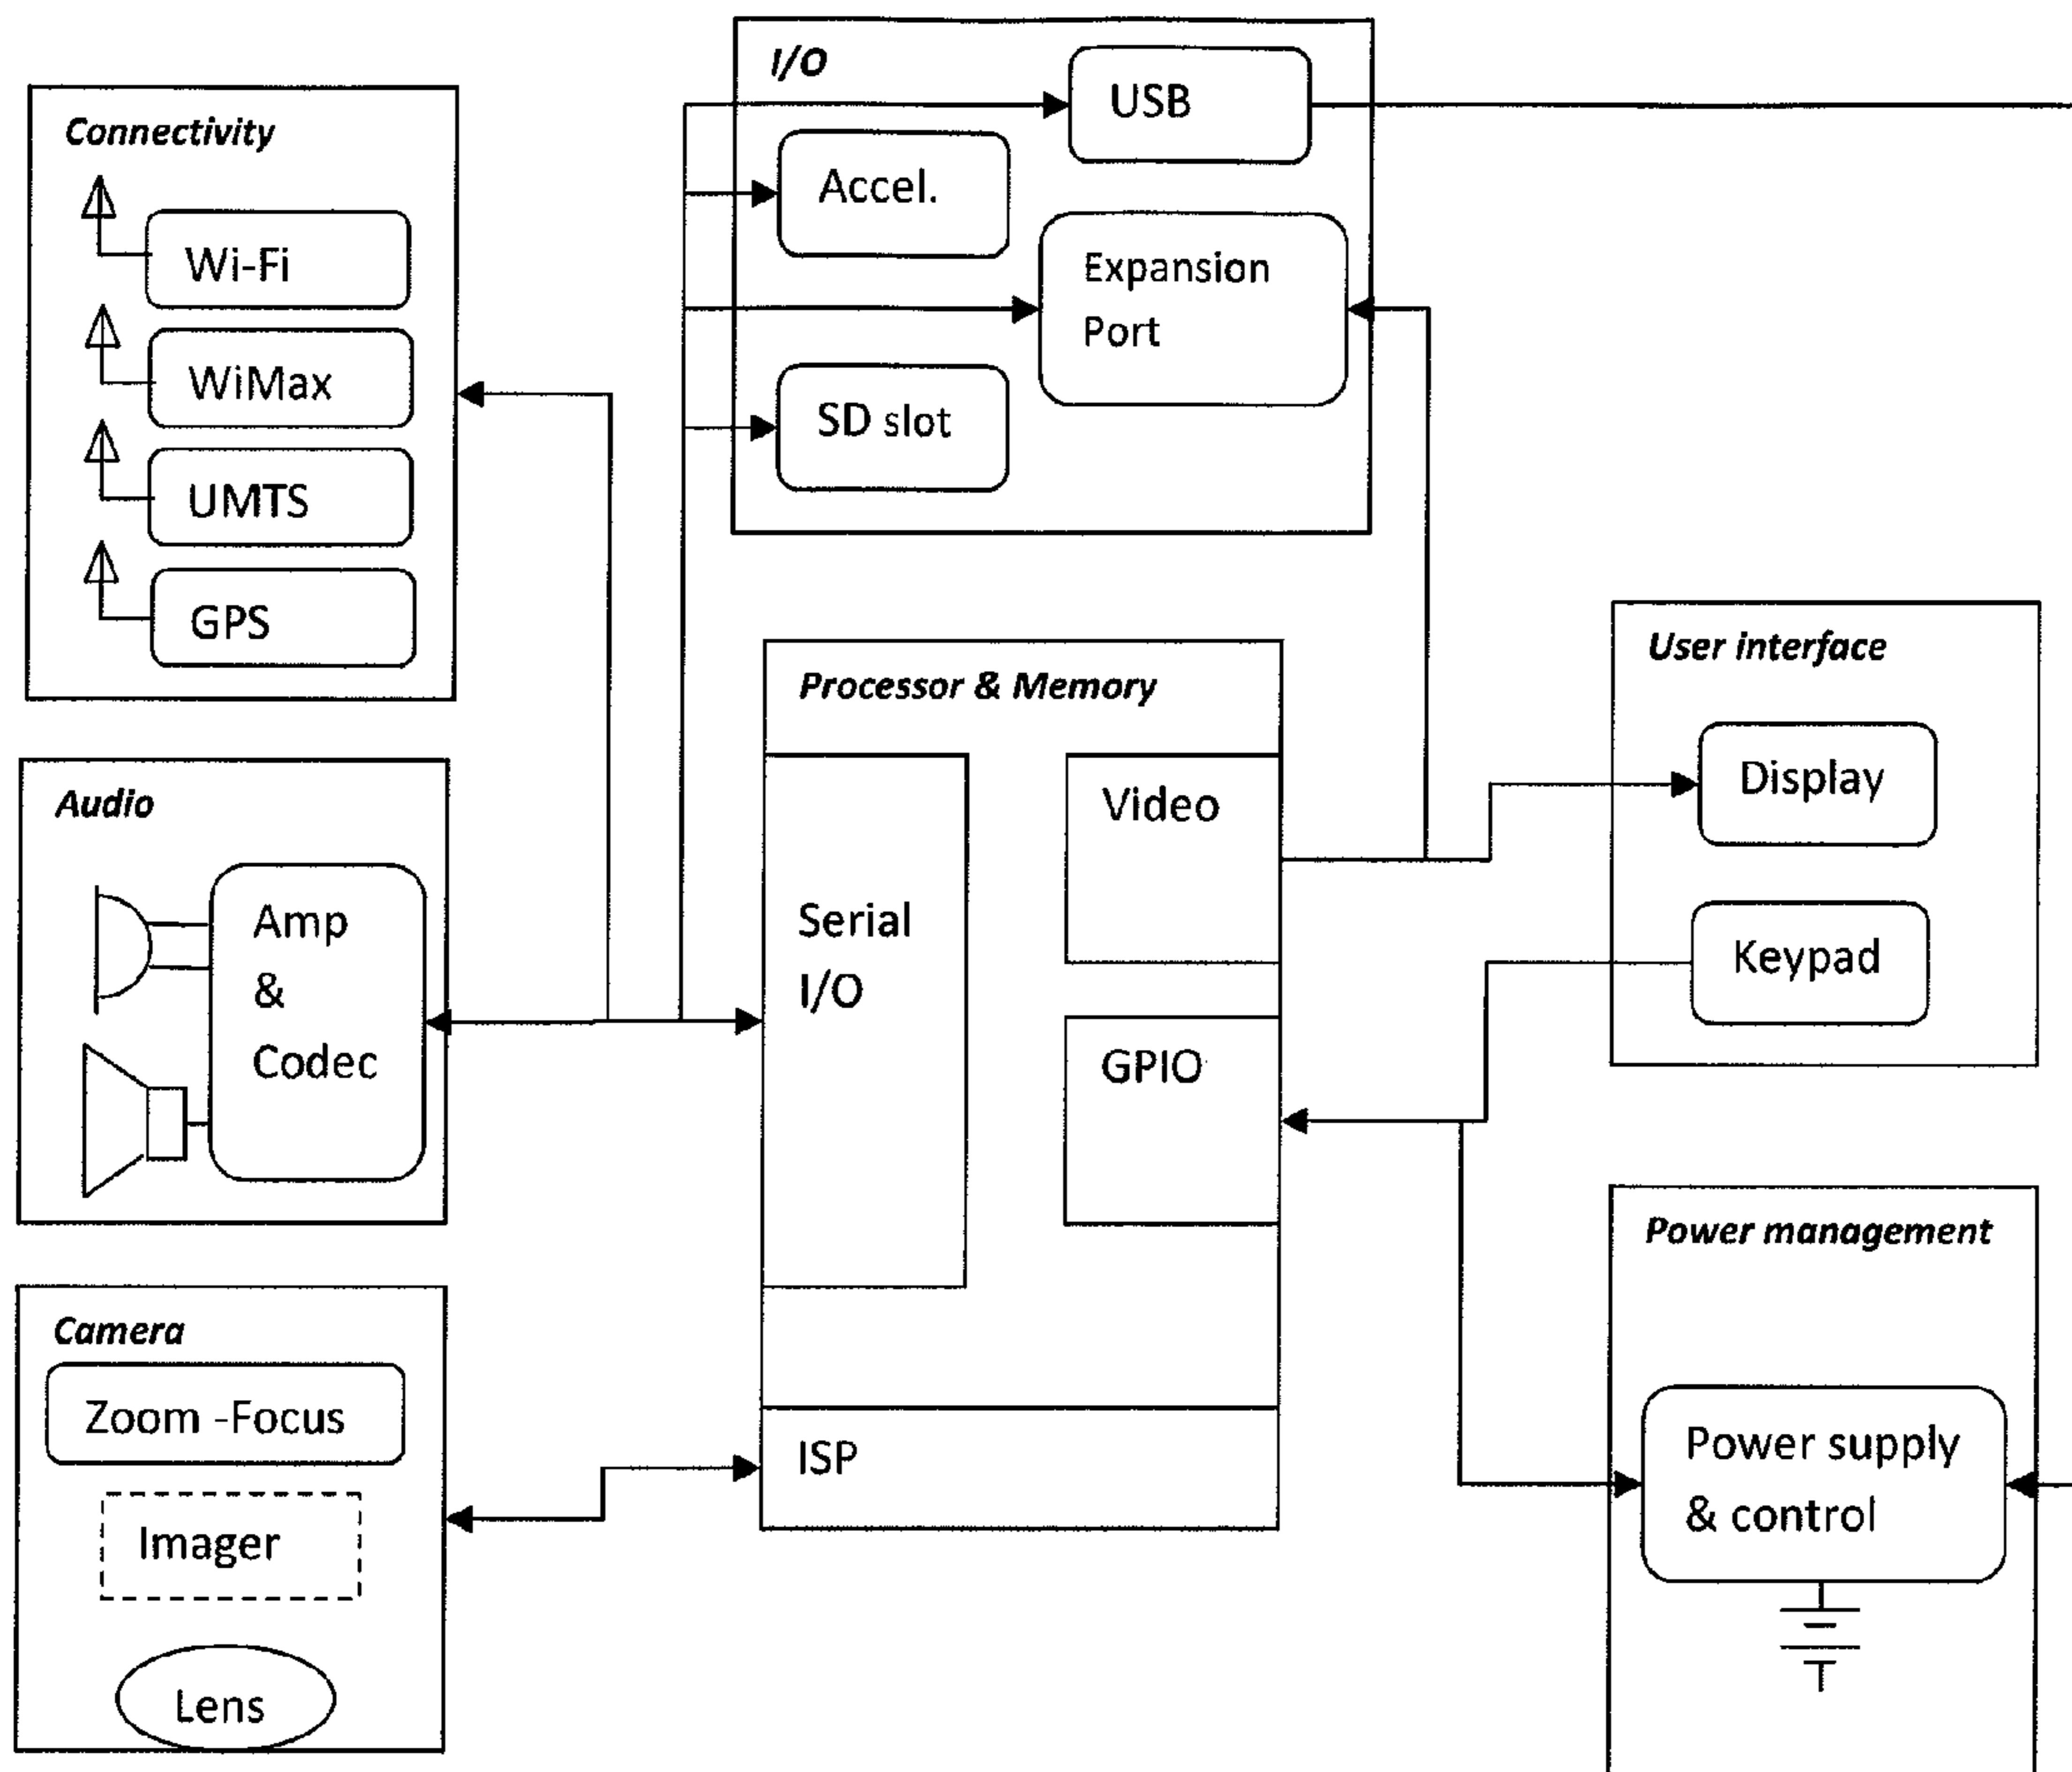 I/O
USB
Accel.
Expansion
Port
SD slot
Connectivity
Wi-Fi
WiMax
UMTS
GPS
Processor & Memory
Serial
I/O
Video
GPIO
ISP
User interface
Display
Keypad
Audio
Amp
&
Codec
Power management
Power supply
& control
Camera
Zoom -Focus
Imager
Lens